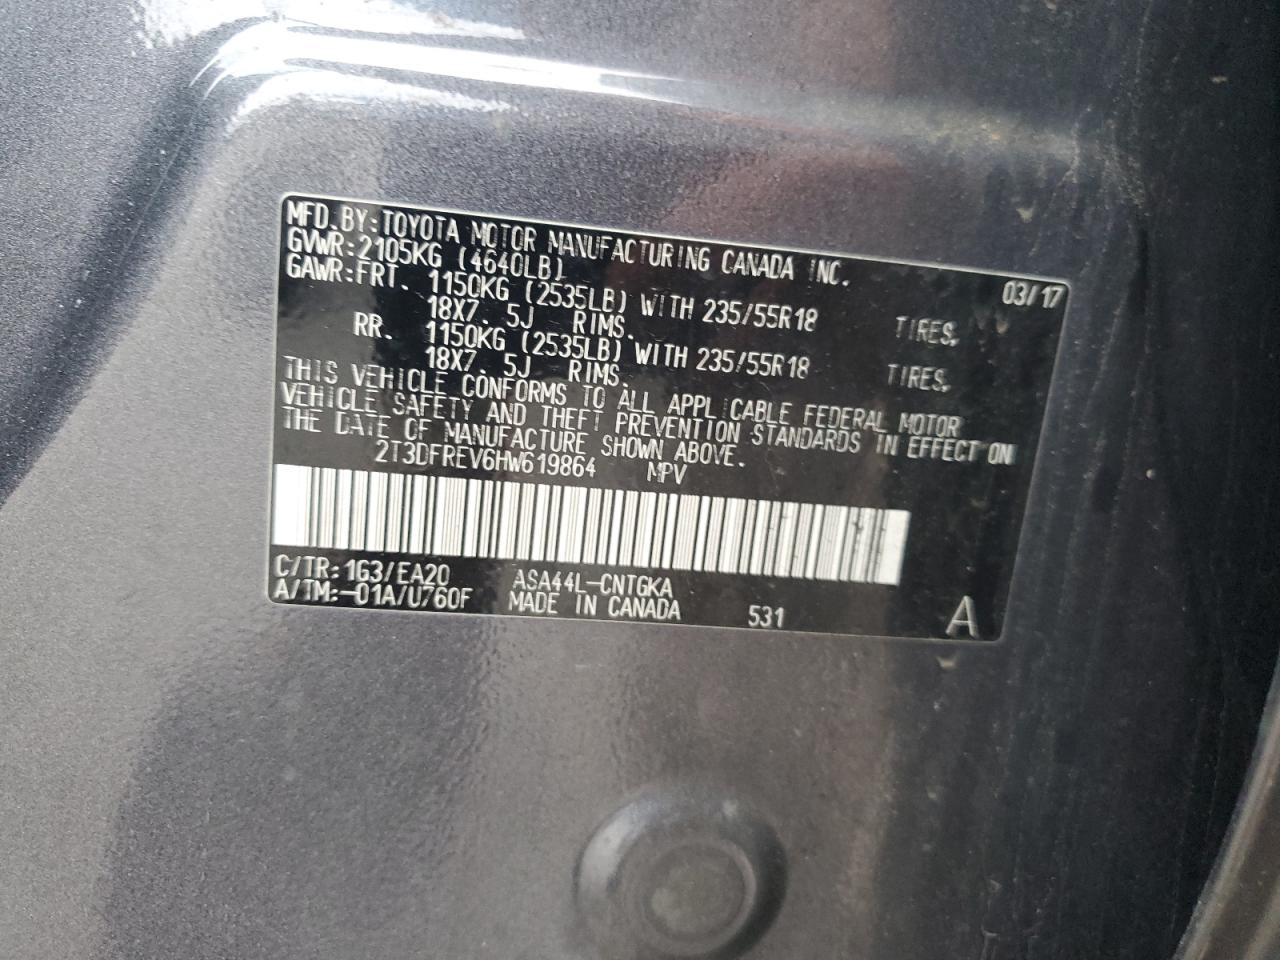 MFD. BY: TOYOTA MOTOR MANUFACTURING CANADA INC.
GVWR: 2105KG (4640LB) 03/17
GAWR: FRT. 1150KG (2535LB) WITH 235/55R18 TIRES.
18X7. 5J RIMS.
RR. 1150KG (2535LB) WITH 235/55R18 TIRES.
18X7. 5J RIMS.
THIS VEHICLE CONFORMS TO ALL APPLICABLE FEDERAL MOTOR
VEHICLE SAFETY AND THEFT PREVENTION STANDARDS IN EFFECT ON
THE DATE OF MANUFACTURE SHOWN ABOVE.
2T3DFREV6HW619864 MPV
C/TR: 1G3/EA20 ASA44L-CNTGKA
A/TM: -01A/U760F MADE IN CANADA 531 A